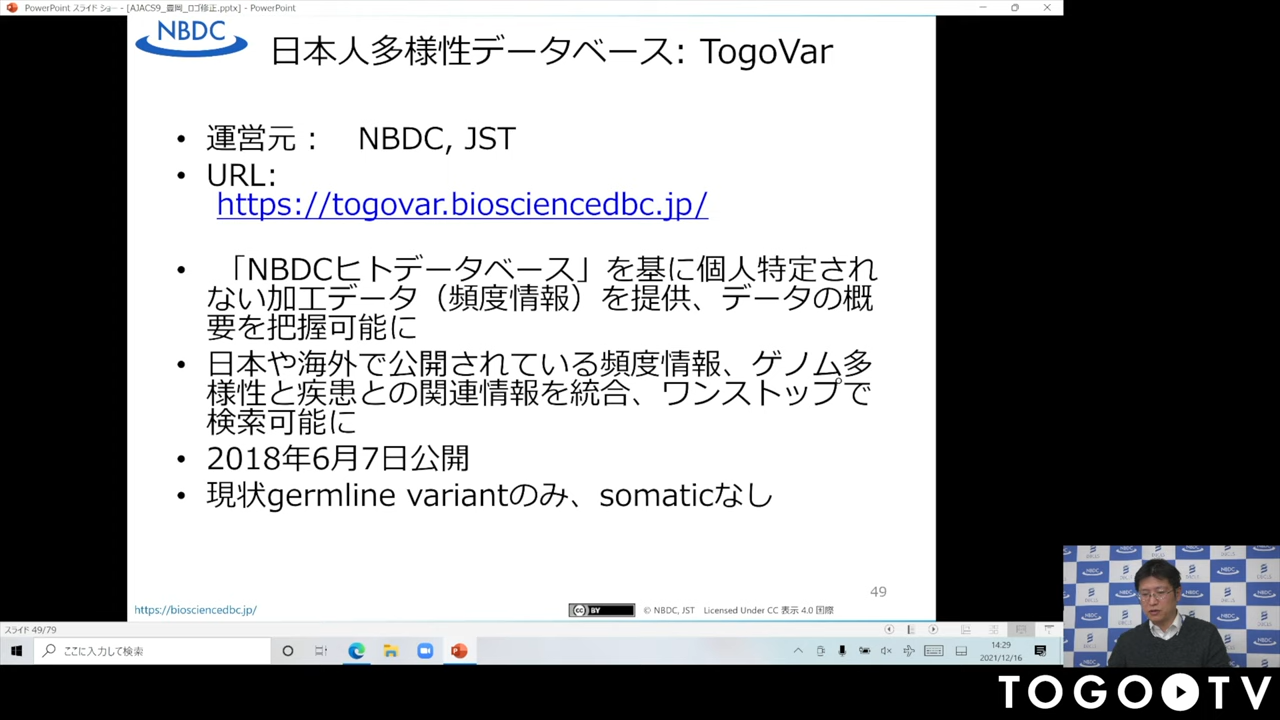 PowerPoint スライド ショー - [AJACS9_豊岡_ロゴ修正.pptx] - PowerPoint
NBDC
日本人多様性データベース: TogoVar
• 運営元： NBDC, JST
• URL:
https://togovar.biosciencedbc.jp/
• 「NBDCヒトデータベース」を基に個人特定され
ない加工データ（頻度情報）を提供、データの概
要を把握可能に
• 日本や海外で公開されている頻度情報、ゲノム多
様性と疾患との関連情報を統合、ワンストップで
検索可能に
• 2018年6月7日公開
• 現状germline variantのみ、somaticなし
49
https://biosciencedbc.jp/
CC BY
© NBDC, JST Licensed Under CC 表示 4.0 国際
スライド 49/79
ここに入力して検索
14:29
2021/12/16
NBDC
TOGO TV